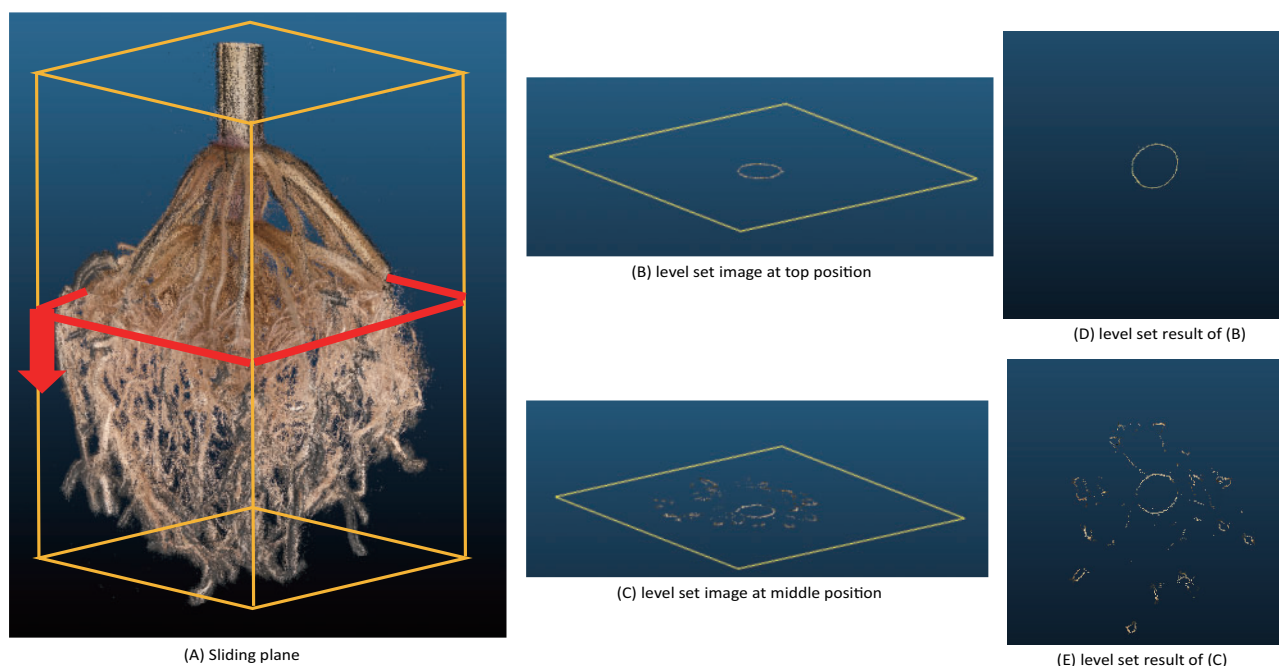 (A) Sliding plane
(B) level set image at top position
(C) level set image at middle position
(D) level set result of (B)
(E) level set result of (C)